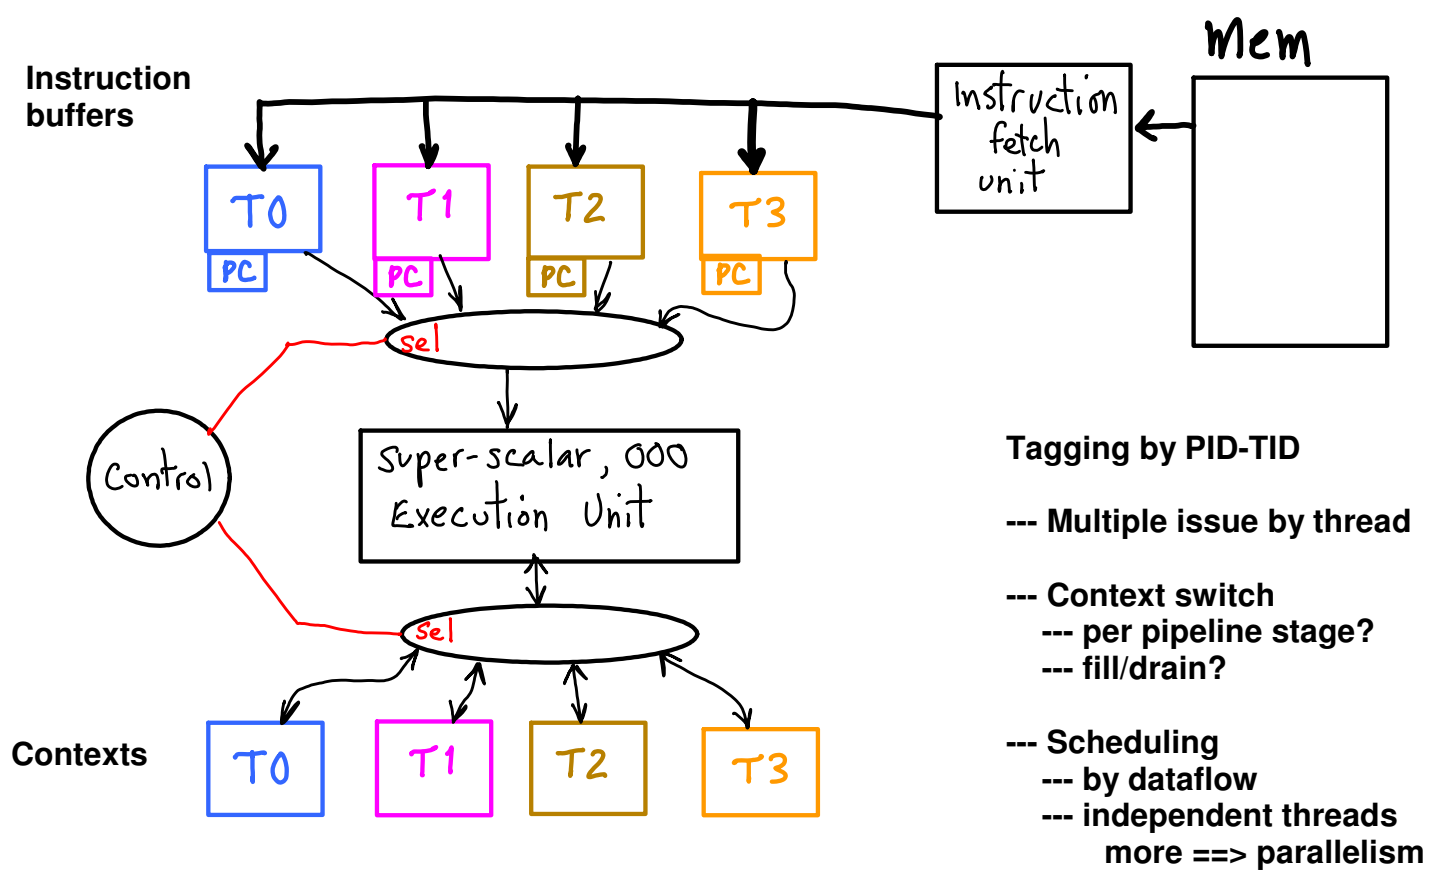 Mem
Instruction
buffers
Instruction
fetch
unit
T0
T1
T2
T3
PC
PC
PC
PC
sel
Control
Super-scalar, OOO
Execution Unit
sel
Contexts
T0
T1
T2
T3
Tagging by PID-TID
--- Multiple issue by thread
--- Context switch
--- per pipeline stage?
--- fill/drain?
--- Scheduling
--- by dataflow
--- independent threads
more ==> parallelism